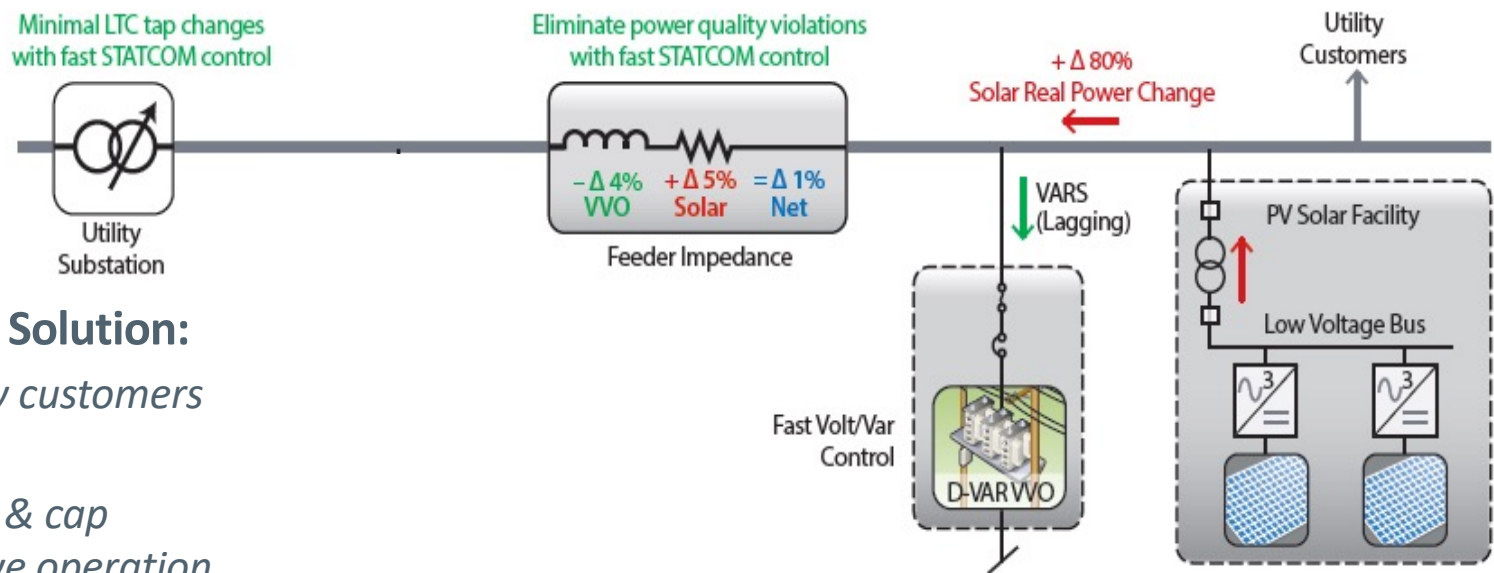 Minimal LTC tap changes
with fast STATCOM control
Eliminate power quality violations
with fast STATCOM control
+ Δ 80%
Solar Real Power Change
Utility
Customers
– Δ 4% + Δ 5% = Δ 1%
VVO Solar Net
Utility
Substation
Feeder Impedance
VARS
(Lagging)
PV Solar Facility
Low Voltage Bus
3 3
Fast Volt/Var
Control
D-VAR VVO
Solution:
customers
& cap
operation